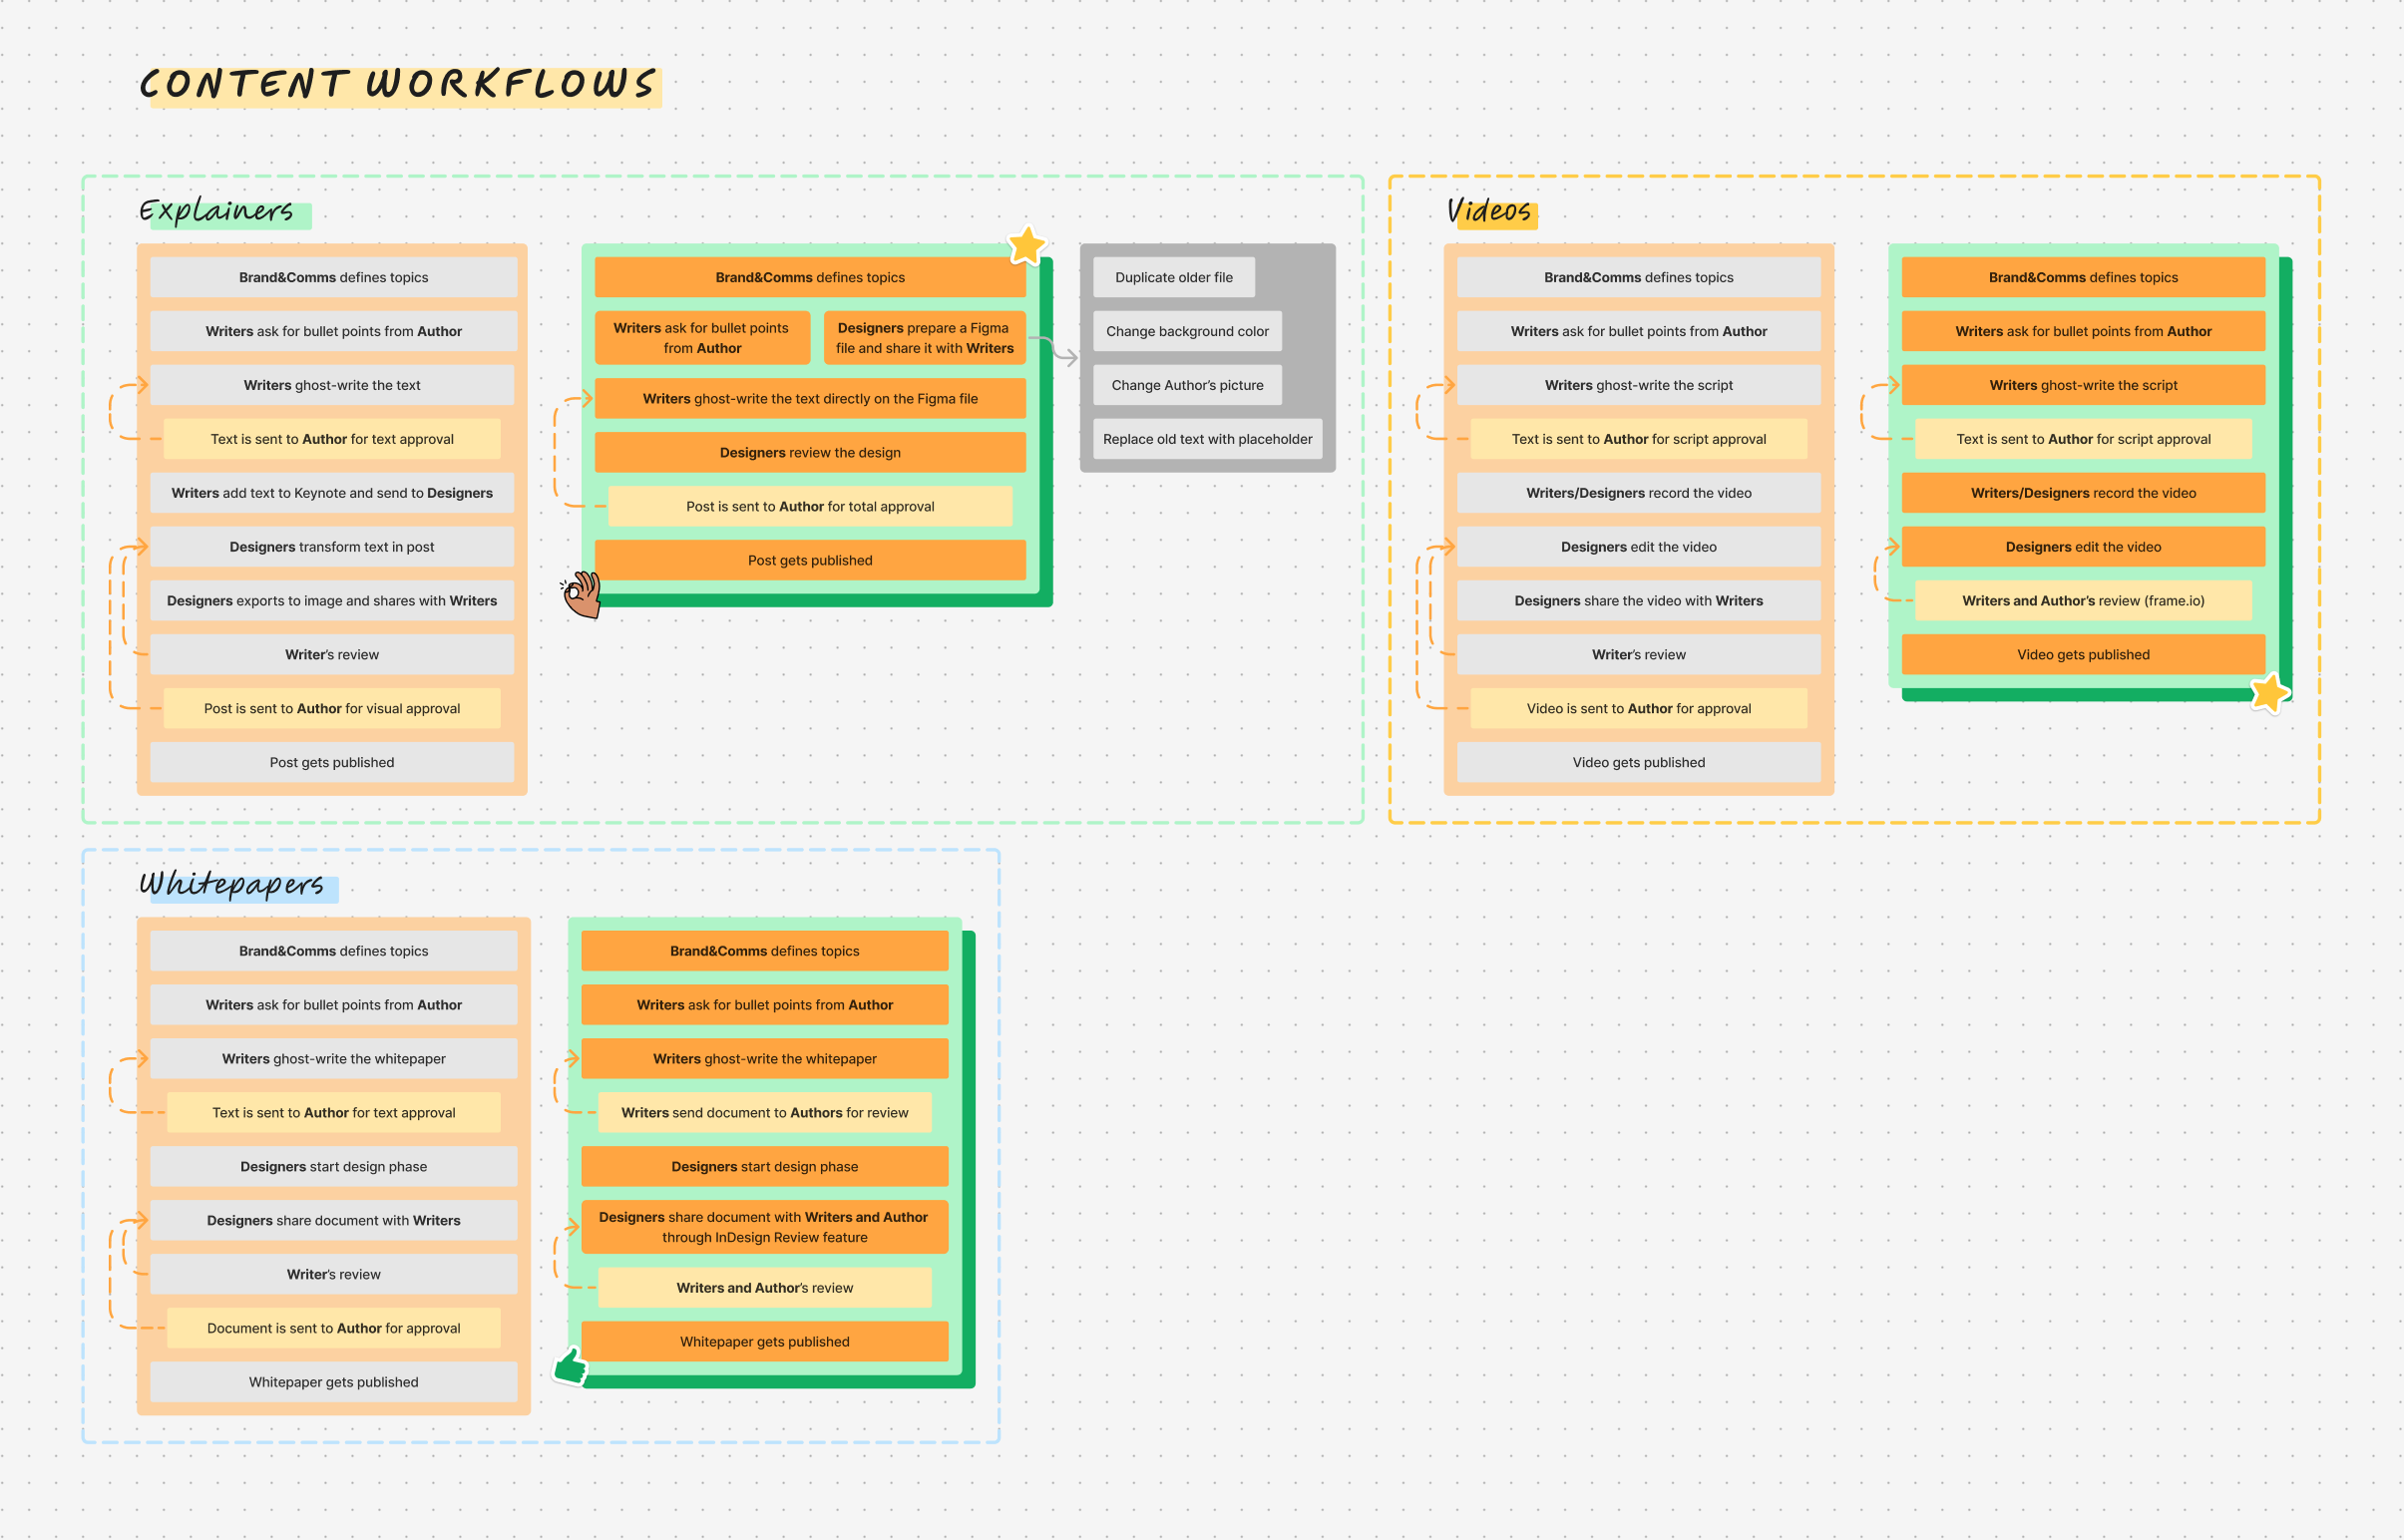 CONTENT WORKFLOWS
Explainers
Brand&Comms defines topics
Writers ask for bullet points from Author
Writers ghost-write the text
Text is sent to Author for text approval
Writers add text to Keynote and send to Designers
Designers transform text in post
Designers exports to image and shares with Writers
Writer's review
Post is sent to Author for visual approval
Post gets published
Brand&Comms defines topics
Writers ask for bullet points
from Author
Designers prepare a Figma
file and share it with Writers
Writers ghost-write the text directly on the Figma file
Designers review the design
Post is sent to Author for total approval
Post gets published
Duplicate older file
Change background color
Change Author's picture
Replace old text with placeholder
Videos
Brand&Comms defines topics
Writers ask for bullet points from Author
Writers ghost-write the script
Text is sent to Author for script approval
Writers/Designers record the video
Designers edit the video
Designers share the video with Writers
Writer's review
Video is sent to Author for approval
Video gets published
Brand&Comms defines topics
Writers ask for bullet points from Author
Writers ghost-write the script
Text is sent to Author for script approval
Writers/Designers record the video
Designers edit the video
Writers and Author's review (frame.io)
Video gets published
Whitepapers
Brand&Comms defines topics
Writers ask for bullet points from Author
Writers ghost-write the whitepaper
Text is sent to Author for text approval
Designers start design phase
Designers share document with Writers
Writer's review
Document is sent to Author for approval
Whitepaper gets published
Brand&Comms defines topics
Writers ask for bullet points from Author
Writers ghost-write the whitepaper
Writers send document to Authors for review
Designers start design phase
Designers share document with Writers and Author
through InDesign Review feature
Writers and Author's review
Whitepaper gets published